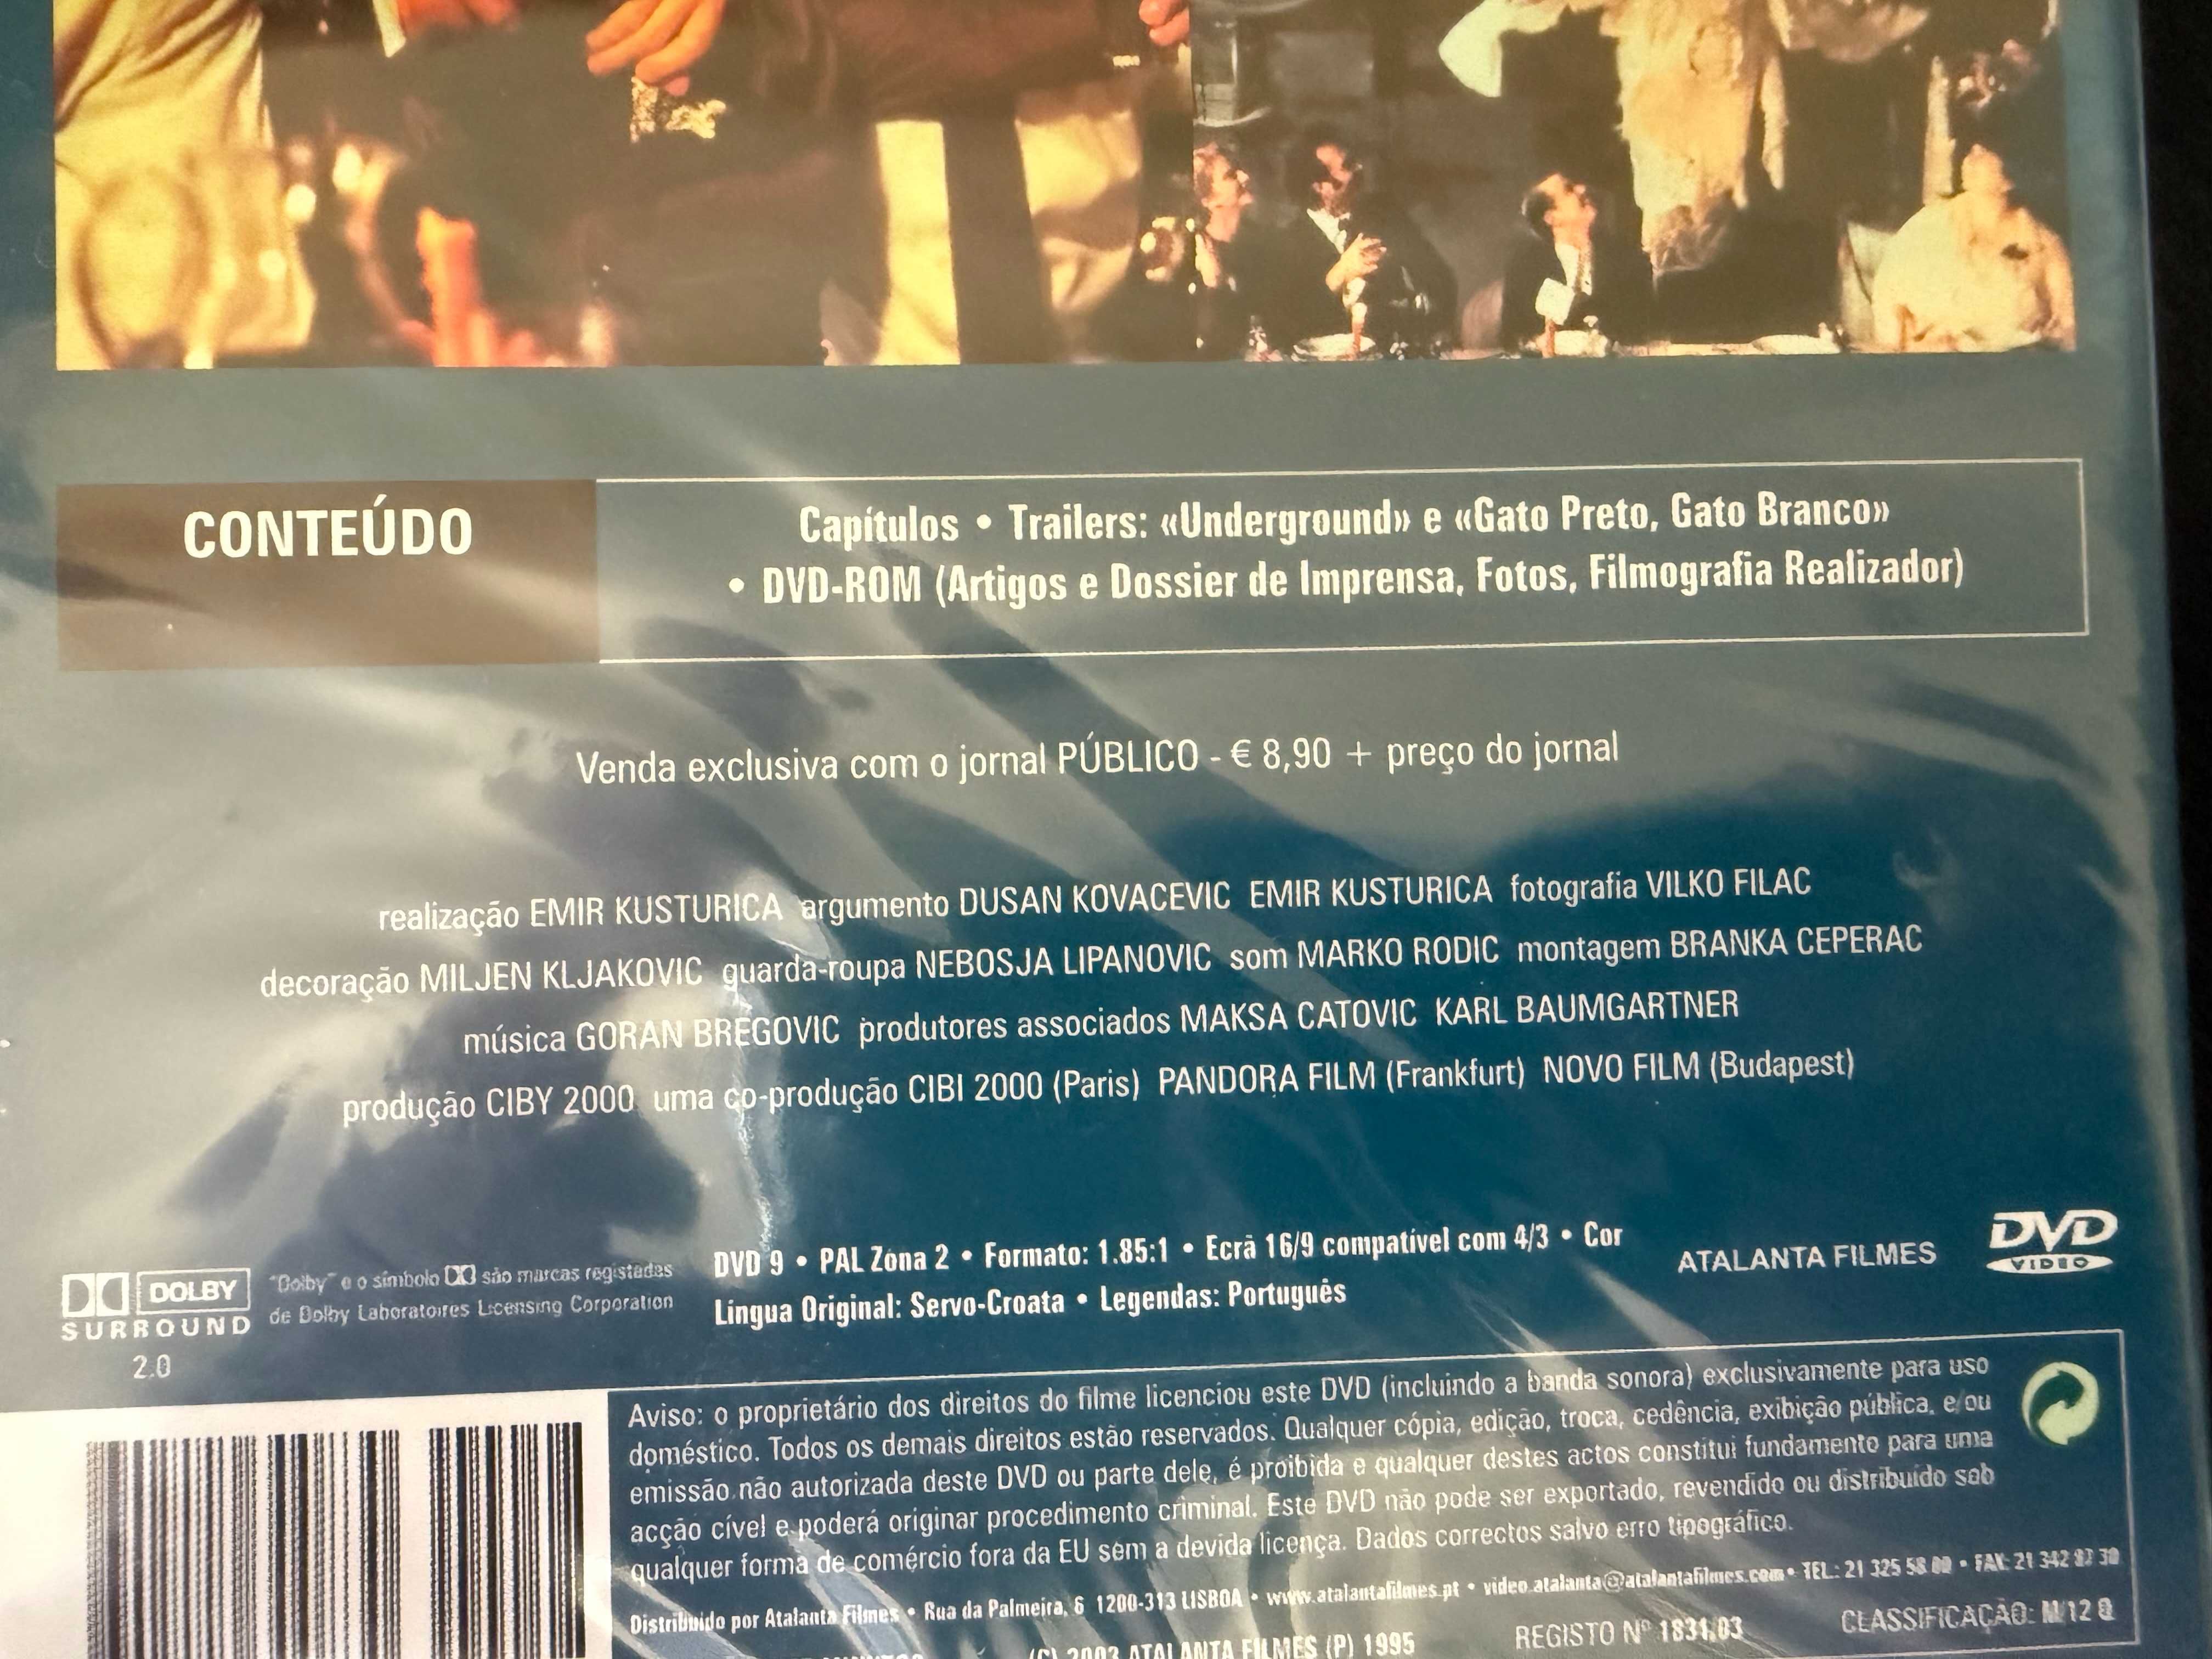 CONTEÚDO
Capítulos • Trailers: «Underground» e «Gato Preto, Gato Branco»
• DVD-ROM (Artigos e Dossier de Imprensa, Fotos, Filmografia Realizador)
Venda exclusiva com o jornal PÚBLICO - € 8,90 + preço do jornal
realização EMIR KUSTURICA argumento DUSAN KOVACEVIC EMIR KUSTURICA fotografia VILKO FILAC
decoração MILJEN KLJAKOVIC guarda-roupa NEBOSJA LIPANOVIC som MARKO RODIC montagem BRANKA CEPERAC
música GORAN BREGOVIC produtores associados MAKSA CATOVIC KARL BAUMGARTNER
produção CIBY 2000 uma co-produção CIBI 2000 (Paris) PANDORA FILM (Frankfurt) NOVO FILM (Budapest)
DOLBY
SURROUND
2.0
"Dolby" e o símbolo são marcas registadas
de Dolby Laboratoires Licensing Corporation
DVD 9 • PAL Zona 2 • Formato: 1.85:1 • Ecrã 16/9 compatível com 4/3 • Cor
Língua Original: Servo-Croata • Legendas: Português
ATALANTA FILMES
DVD
VIDEO
Aviso: o proprietário dos direitos do filme licenciou este DVD (incluindo a banda sonora) exclusivamente para uso
doméstico. Todos os demais direitos estão reservados. Qualquer cópia, edição, troca, cedência, exibição pública, e/ou
emissão não autorizada deste DVD ou parte dele, é proibida e qualquer destes actos constitui fundamento para uma
acção cível e poderá originar procedimento criminal. Este DVD não pode ser exportado, revendido ou distribuído sob
qualquer forma de comércio fora da EU sem a devida licença. Dados correctos salvo erro tipográfico.
Distribuído por Atalanta Filmes • Rua da Palmeira, 6 1200-313 LISBOA • www.atalantafilmes.pt • video.atalanta@atalantafilmes.com • TEL.: 21 325 58 00 • FAX: 21 342
(C) 2003 ATALANTA FILMES (P) 1995
REGISTO Nº 1831,03
CLASSIFICAÇÃO: M/12 Q